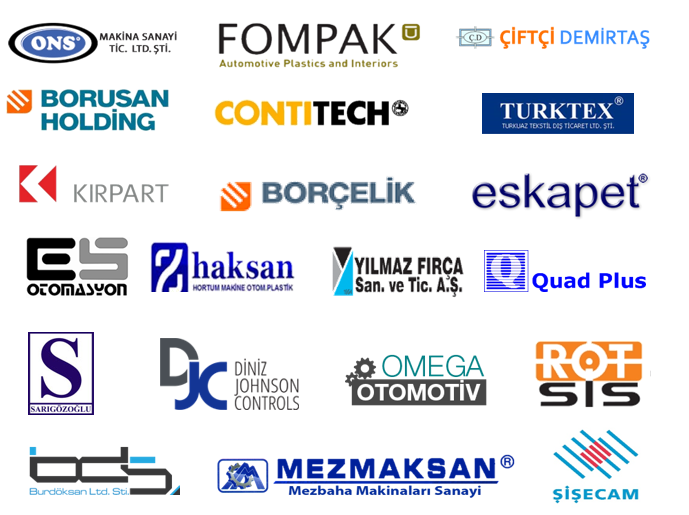 ONS®
MAKİNA SANAYİ
TİC. LTD. ŞTİ.
FOMPAK
Automotive Plastics and Interiors
ÇD
ÇİFTÇİ DEMİRTAŞ
BORUSAN
HOLDİNG
CONTITECH
TURKTEX®
TURKUAZ TEKSTİL DIŞ TİCARET LTD. ŞTİ.
KIRPART
BORÇELİK
eskapet®
ES
OTOMASYON
haksan
HORTUM MAKİNE OTOM.PLASTİK
YILMAZ FIRÇA
San. ve Tic. A.Ş.
Q
Quad Plus
S
SARIGÖZOĞLU
DJC
DİNİZ
JOHNSON
CONTROLS
OMEGA
OTOMOTİV
ROT
SIS
bds
Burdöksan Ltd. Sti.
MEZMAKSAN®
Mezbaha Makinaları Sanayi
ŞİŞECAM